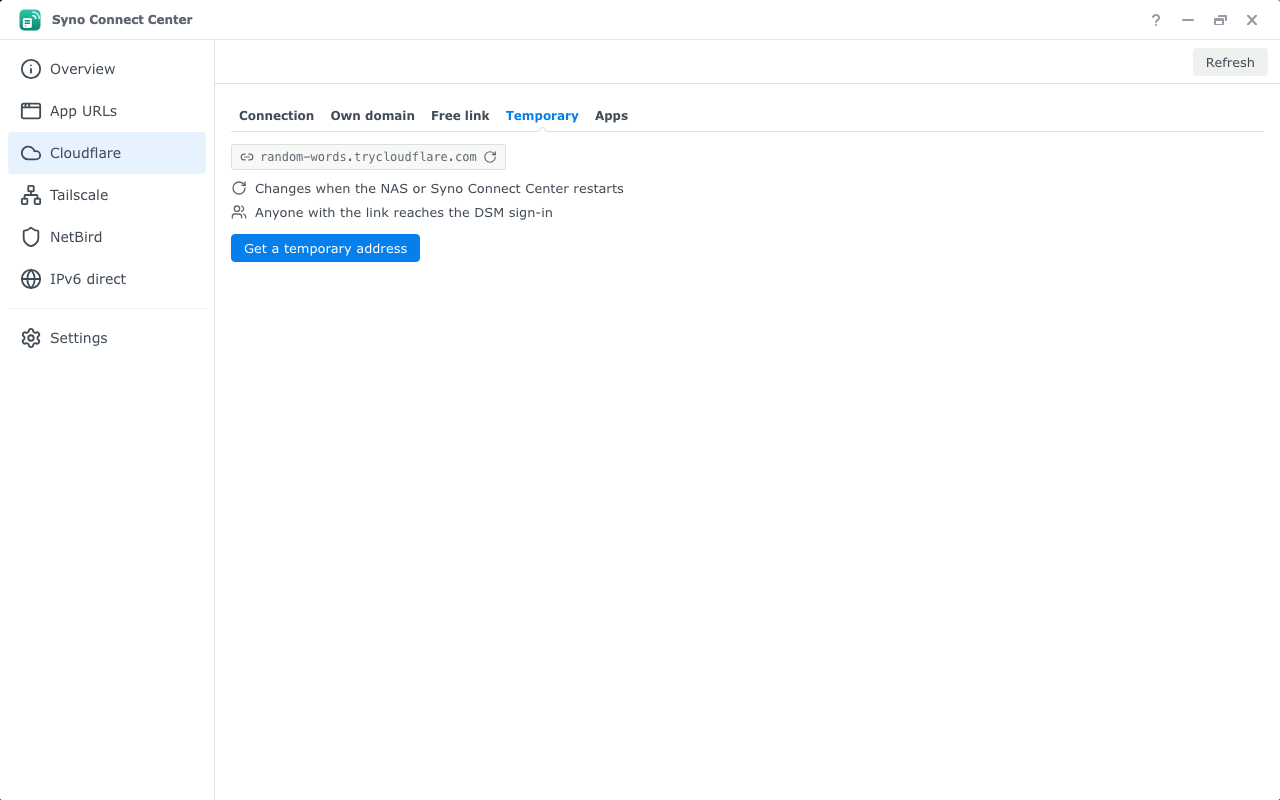 Syno Connect Center
?
Overview
App URLs
Cloudflare
Tailscale
NetBird
IPv6 direct
Settings
Refresh
Connection
Own domain
Free link
Temporary
Apps
random-words.trycloudflare.com
Changes when the NAS or Syno Connect Center restarts
Anyone with the link reaches the DSM sign-in
Get a temporary address